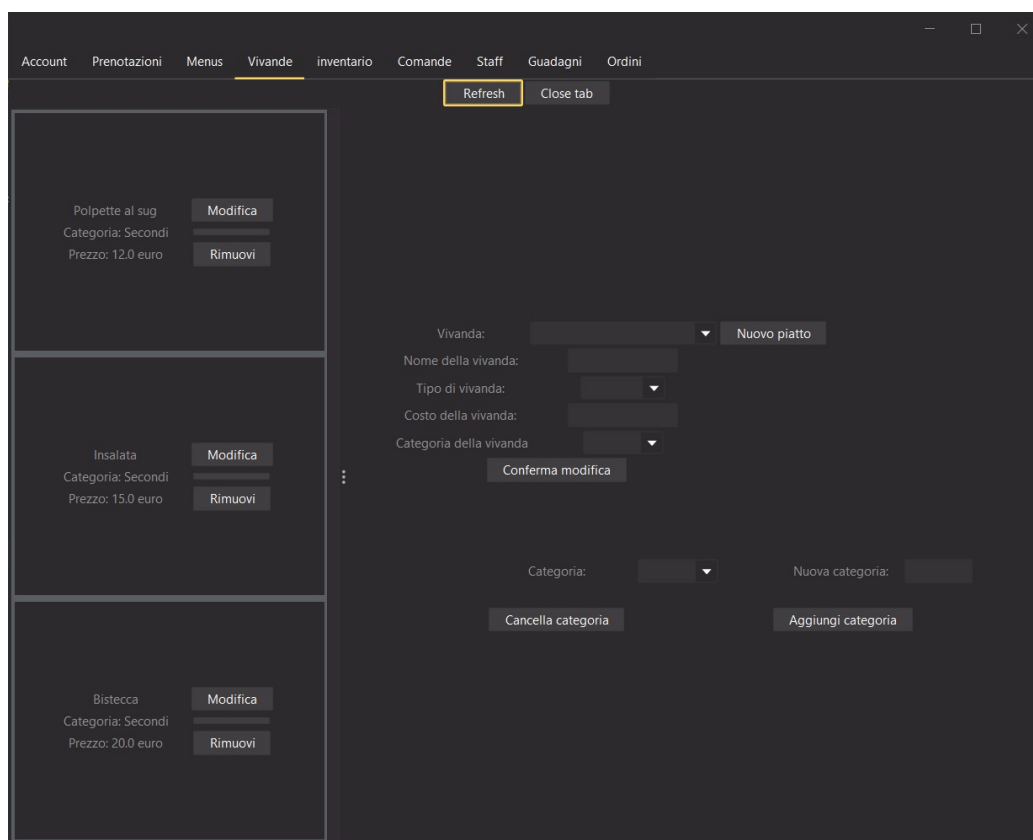 Account Prenotazioni Menus Vivande inventario Comande Staff Guadagni Ordini
Refresh Close tab
Polpette al sug Modifica
Categoria: Secondi
Prezzo: 12.0 euro Rimuovi
Insalata Modifica
Categoria: Secondi
Prezzo: 15.0 euro Rimuovi
Bistecca Modifica
Categoria: Secondi
Prezzo: 20.0 euro Rimuovi
Vivanda: Nuovo piatto
Nome della vivanda:
Tipo di vivanda:
Costo della vivanda:
Categoria della vivanda
Conferma modifica
Categoria: Nuova categoria:
Cancella categoria Aggiungi categoria